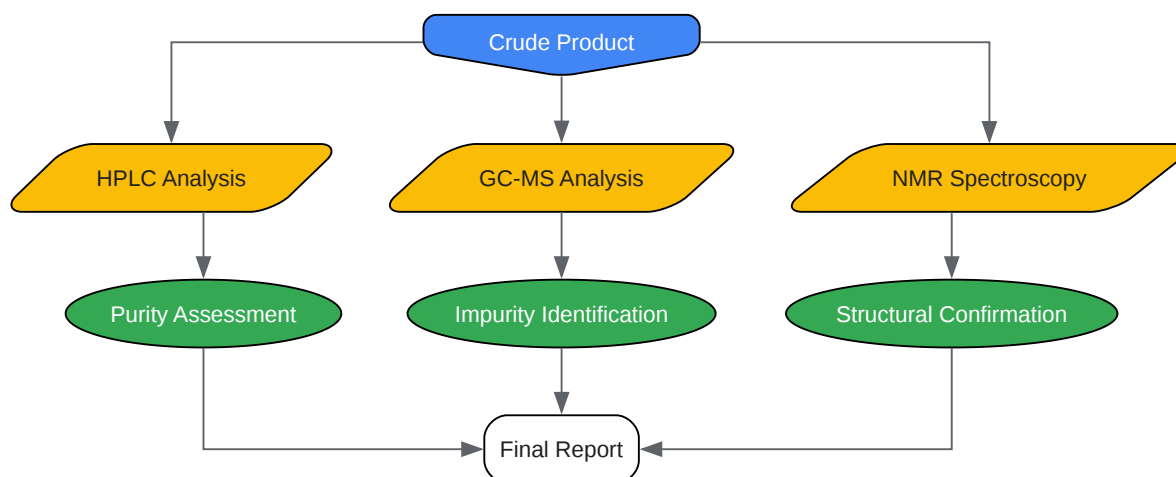 Crude Product
HPLC Analysis
GC-MS Analysis
NMR Spectroscopy
Purity Assessment
Impurity Identification
Structural Confirmation
Final Report